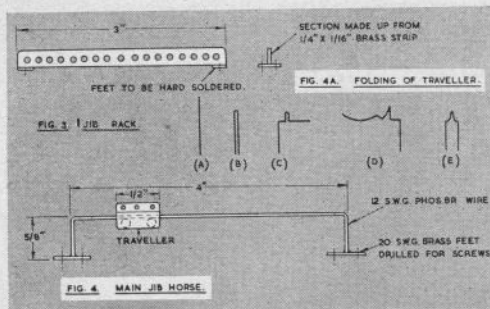 3"
SECTION MADE UP FROM
1/4" X 1/16" BRASS STRIP
FEET TO BE HARD SOLDERED.
FIG. 4A. FOLDING OF TRAVELLER.
FIG. 3. JIB RACK.
(A)
(B)
(C)
(D)
(E)
4"
1/2"
12 S.W.G. PHOS. BR WIRE
5/8"
TRAVELLER
20 S.W.G. BRASS FEET
DRILLED FOR SCREWS
FIG. 4. MAIN JIB HORSE.